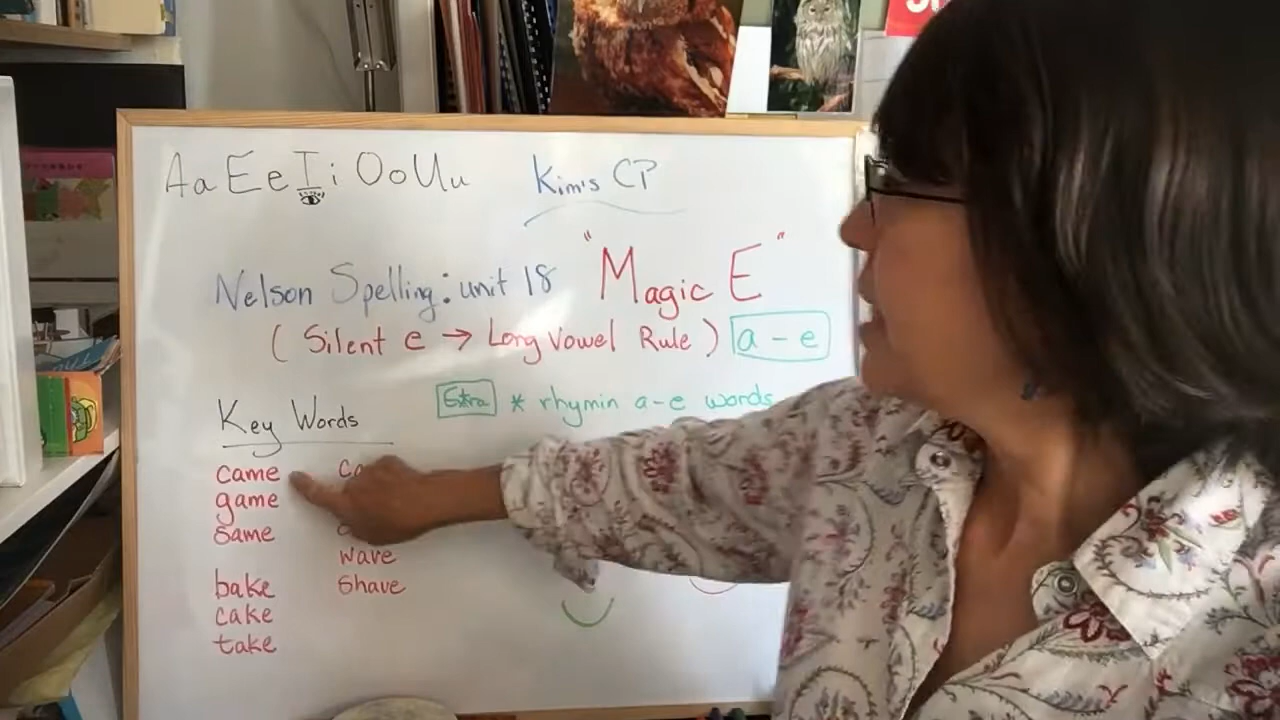 Aa Ee Ii Oo Uu
Kim's CP
Nelson Spelling: unit 18 "Magic E"
( Silent e → Long Vowel Rule ) a - e
Extra * rhymin a-e words
Key Words
came
game
same
bake
cake
take
wave
shave